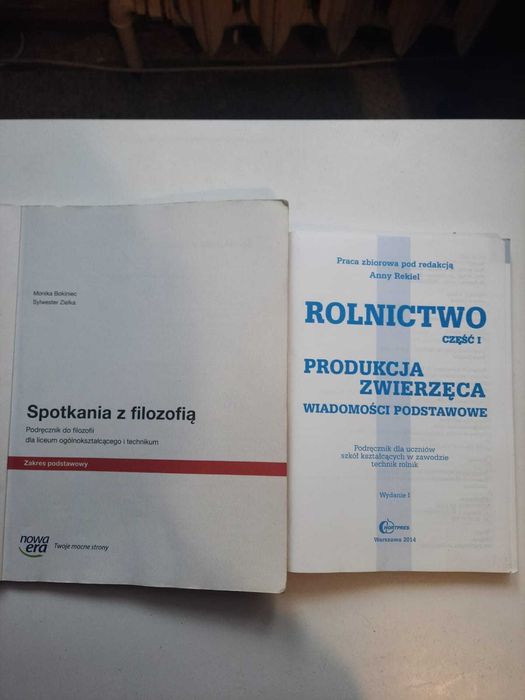 Monika Bokiniec
Sylwester Zielka
Spotkania z filozofią
Podręcznik do filozofii
dla liceum ogólnokształcącego i technikum
Zakres podstawowy
nowa
era
Twoje mocne strony
Praca zbiorowa pod redakcją
Anny Rekiel
ROLNICTWO
CZĘŚĆ I
PRODUKCJA
ZWIERZĘCA
WIADOMOŚCI PODSTAWOWE
Podręcznik dla uczniów
szkół kształcących w zawodzie
technik rolnik
Wydanie I
HORTPRESS
Warszawa 2014